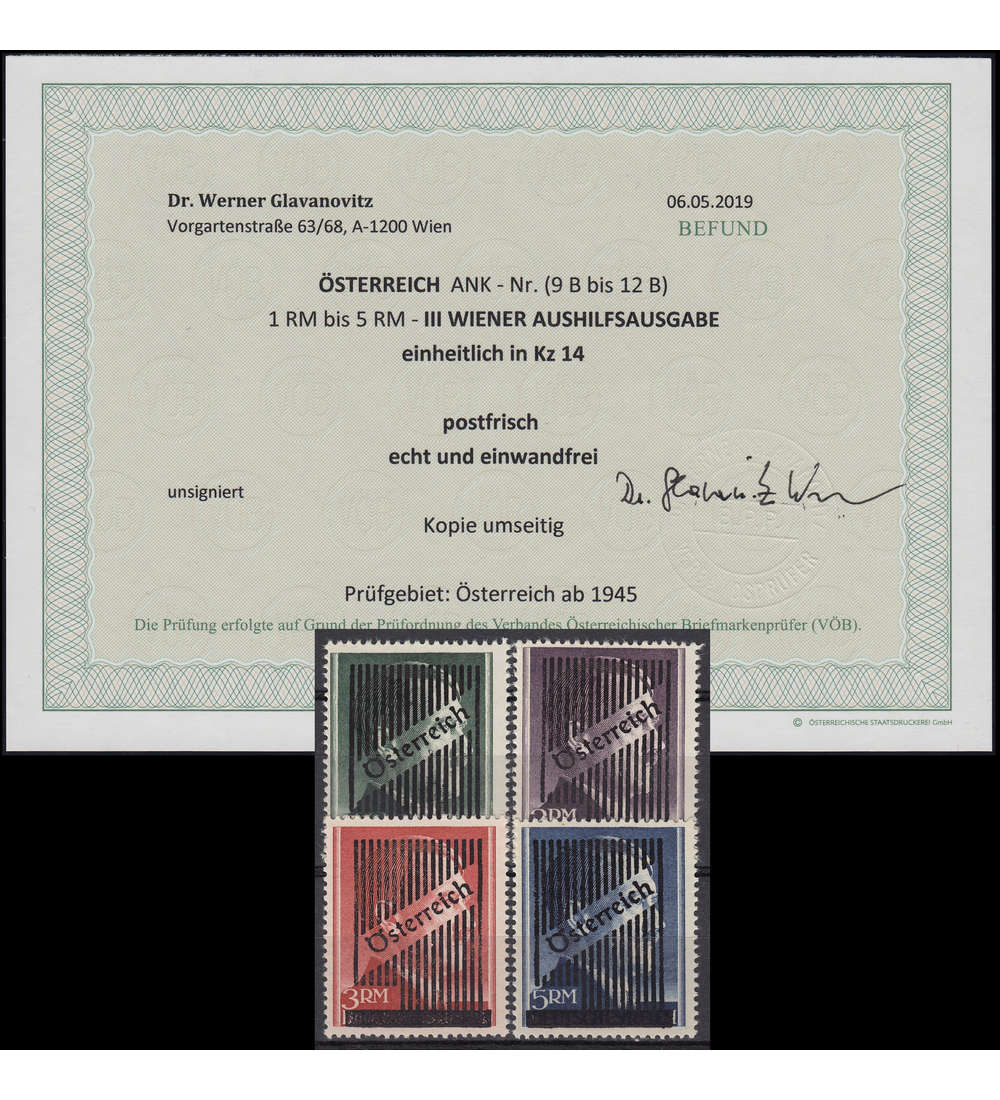 Dr. Werner Glavanovitz
Vorgartenstraße 63/68, A-1200 Wien
06.05.2019
BEFUND
ÖSTERREICH ANK - Nr. (9 B bis 12 B)
1 RM bis 5 RM - III WIENER AUSHILFSAUSGABE
einheitlich in Kz 14
postfrisch
echt und einwandfrei
unsigniert
Kopie umseitig
Prüfgebiet: Österreich ab 1945
Die Prüfung erfolgte auf Grund der Prüfordnung des Verbandes Österreichischer Briefmarkenprüfer (VÖB).
© ÖSTERREICHISCHE STAATSDRUCKEREI GmbH
Österreich
Österreich
2RM
Österreich
3RM
Österreich
5RM